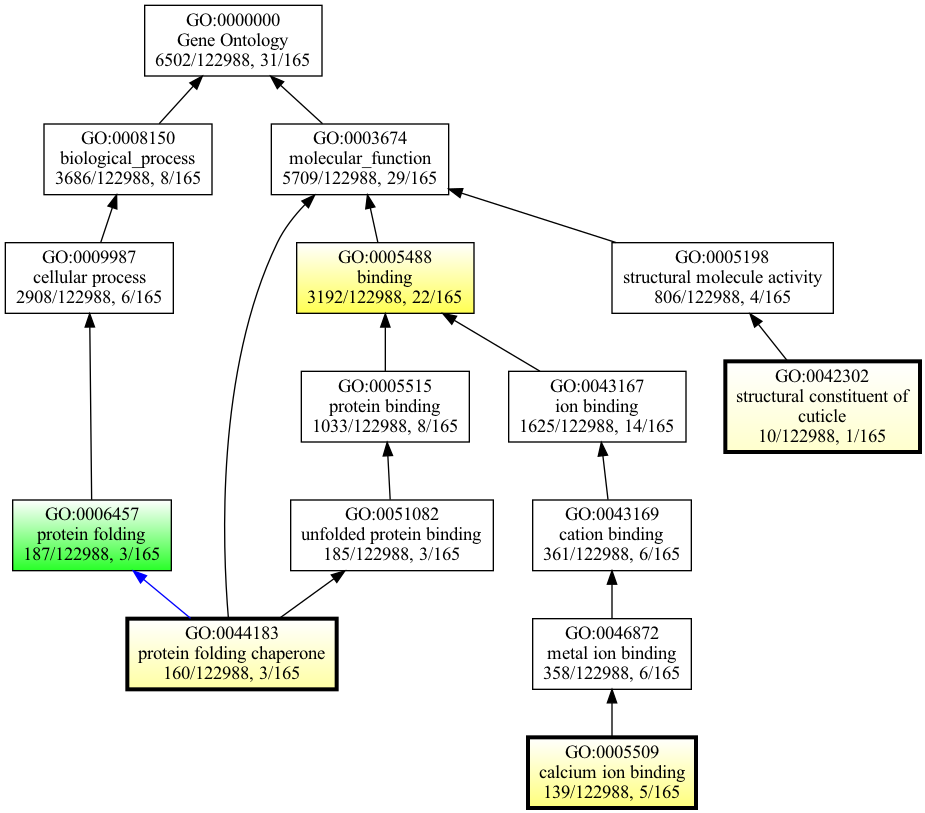 GO:0000000
Gene Ontology
6502/122988, 31/165
GO:0008150
biological_process
3686/122988, 8/165
GO:0003674
molecular_function
5709/122988, 29/165
GO:0009987
cellular process
2908/122988, 6/165
GO:0005488
binding
3192/122988, 22/165
GO:0005198
structural molecule activity
806/122988, 4/165
GO:0005515
protein binding
1033/122988, 8/165
GO:0043167
ion binding
1625/122988, 14/165
GO:0042302
structural constituent of
cuticle
10/122988, 1/165
GO:0006457
protein folding
187/122988, 3/165
GO:0051082
unfolded protein binding
185/122988, 3/165
GO:0043169
cation binding
361/122988, 6/165
GO:0044183
protein folding chaperone
160/122988, 3/165
GO:0046872
metal ion binding
358/122988, 6/165
GO:0005509
calcium ion binding
139/122988, 5/165